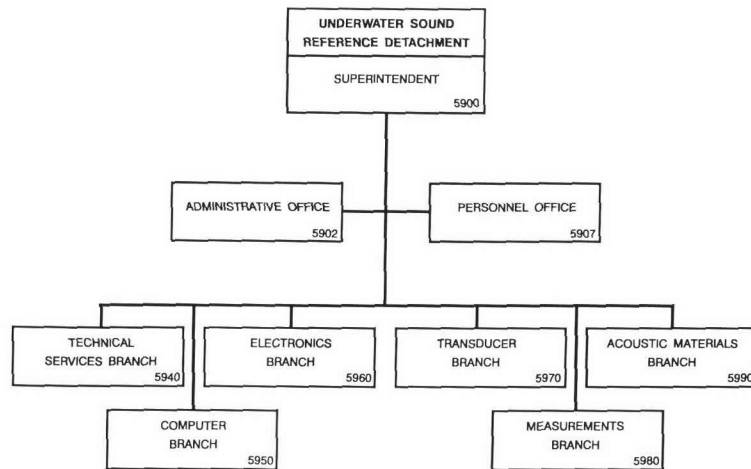 UNDERWATER SOUND
REFERENCE DETACHMENT
SUPERINTENDENT
5900
ADMINISTRATIVE OFFICE
5902
PERSONNEL OFFICE
5907
TECHNICAL
SERVICES BRANCH
5940
ELECTRONICS
BRANCH
5960
TRANSDUCER
BRANCH
5970
ACOUSTIC MATERIALS
BRANCH
5990
COMPUTER
BRANCH
5950
MEASUREMENTS
BRANCH
5980